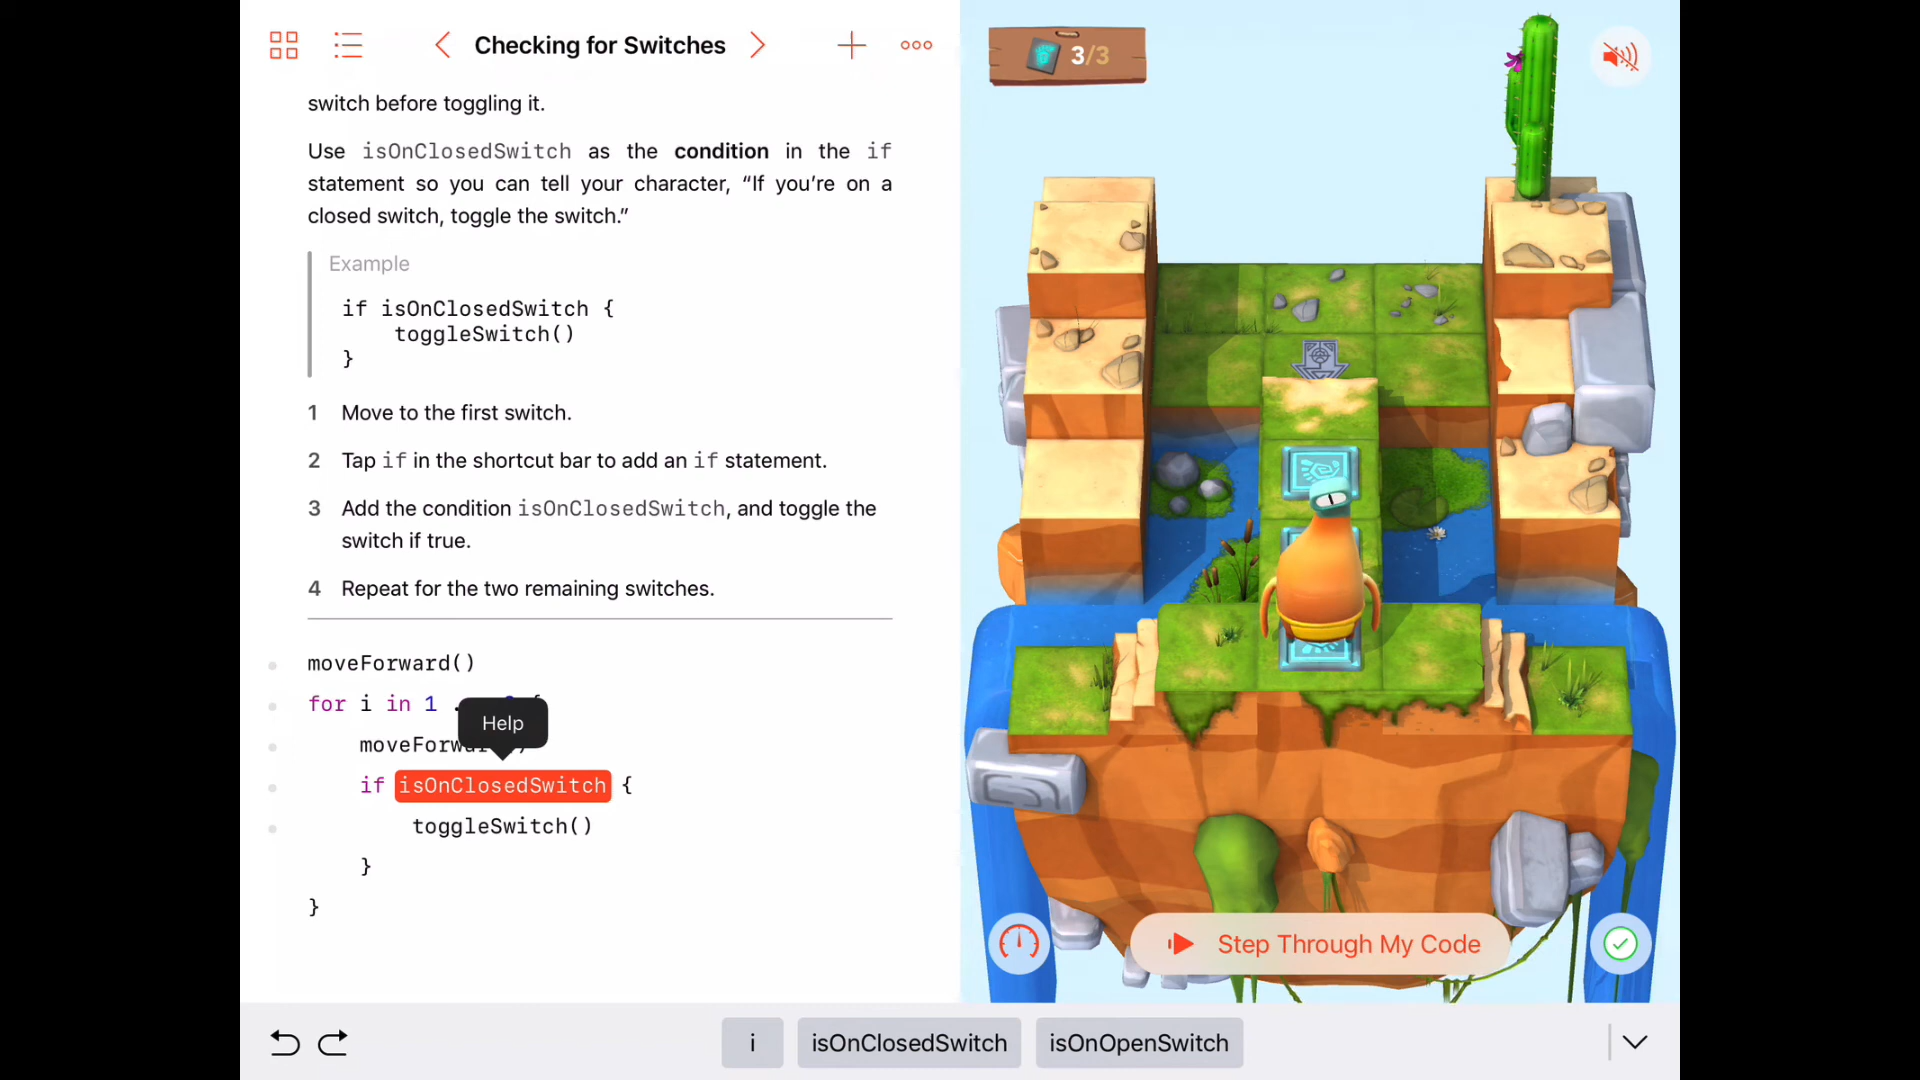 Checking for Switches
switch before toggling it.
Use isOnClosedSwitch as the condition in the if
statement so you can tell your character, “If you’re on a
closed switch, toggle the switch.”
Example
if isOnClosedSwitch {
toggleSwitch()
}
1 Move to the first switch.
2 Tap if in the shortcut bar to add an if statement.
3 Add the condition isOnClosedSwitch, and toggle the
switch if true.
4 Repeat for the two remaining switches.
moveForward()
for i in 1 {
Help
if isOnClosedSwitch {
toggleSwitch()
}
}
3/3
Step Through My Code
i isOnClosedSwitch isOnOpenSwitch